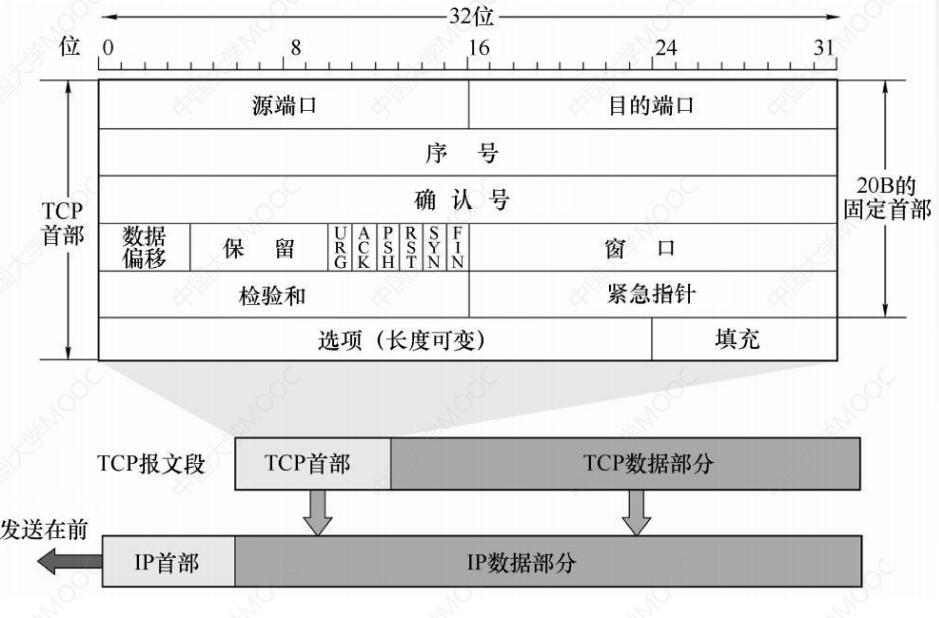 32位
位 0 8 16 24 31
源端口 目的端口
序 号
确 认 号
TCP
首部
20B的
固定首部
数据
偏移
保 留
URG
ACK
PSH
RST
SYN
FIN
窗 口
检验和 紧急指针
选项（长度可变） 填充
TCP报文段 TCP首部 TCP数据部分
发送在前
IP首部 IP数据部分
中国大学MOOC